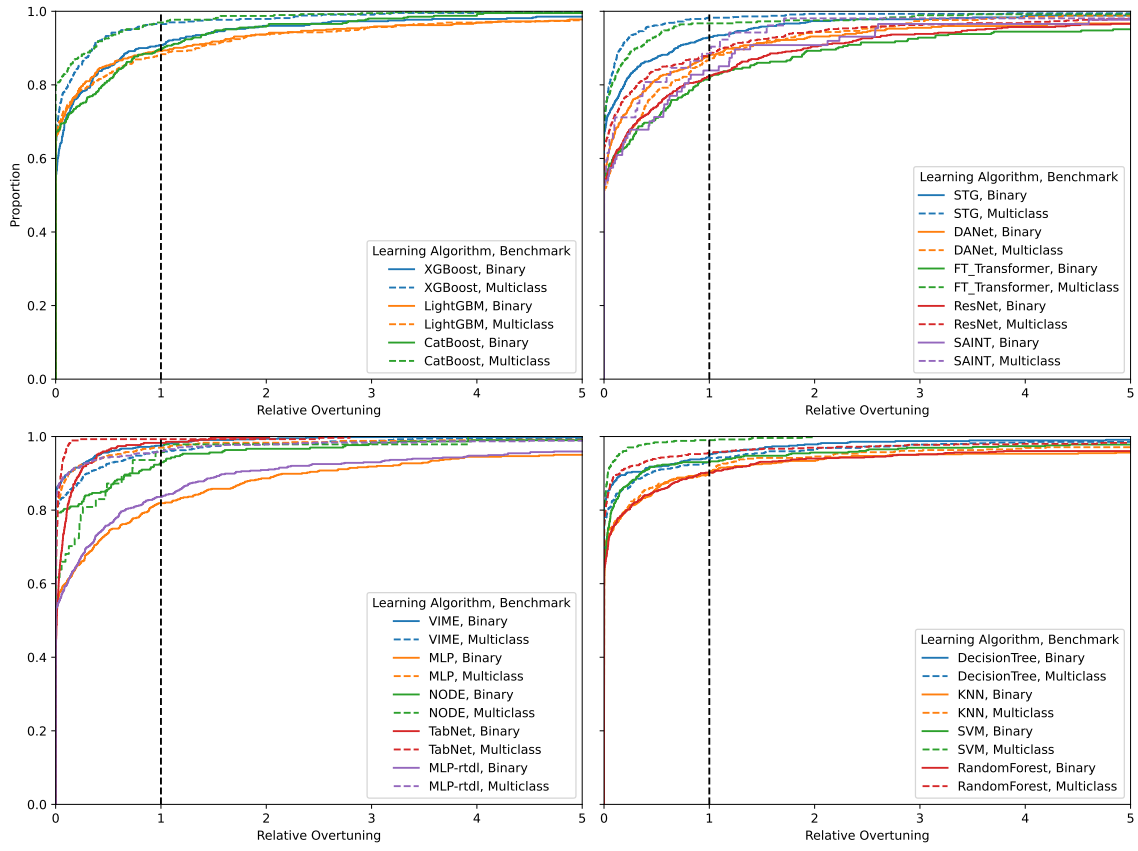 1.0
0.8
0.6
0.4
0.2
0.0
Proportion
0 1 2 3 4 5
Relative Overtuning
Learning Algorithm, Benchmark
XGBoost, Binary
XGBoost, Multiclass
LightGBM, Binary
LightGBM, Multiclass
CatBoost, Binary
CatBoost, Multiclass
0 1 2 3 4 5
Relative Overtuning
Learning Algorithm, Benchmark
STG, Binary
STG, Multiclass
DANet, Binary
DANet, Multiclass
FT_Transformer, Binary
FT_Transformer, Multiclass
ResNet, Binary
ResNet, Multiclass
SAINT, Binary
SAINT, Multiclass
1.0
0.8
0.6
0.4
0.2
0.0
0 1 2 3 4 5
Relative Overtuning
Learning Algorithm, Benchmark
VIME, Binary
VIME, Multiclass
MLP, Binary
MLP, Multiclass
NODE, Binary
NODE, Multiclass
TabNet, Binary
TabNet, Multiclass
MLP-rtdl, Binary
MLP-rtdl, Multiclass
0 1 2 3 4 5
Relative Overtuning
Learning Algorithm, Benchmark
DecisionTree, Binary
DecisionTree, Multiclass
KNN, Binary
KNN, Multiclass
SVM, Binary
SVM, Multiclass
RandomForest, Binary
RandomForest, Multiclass